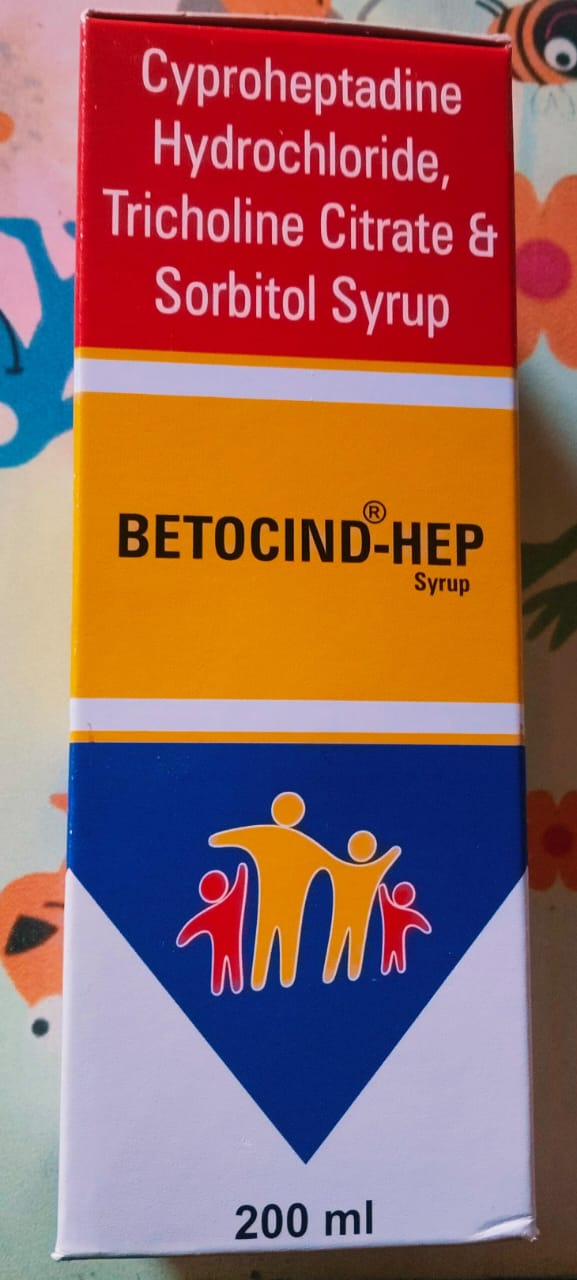 Cyproheptadine
Hydrochloride,
Tricholine Citrate &
Sorbitol Syrup
BETOCIND®-HEP
Syrup
200 ml